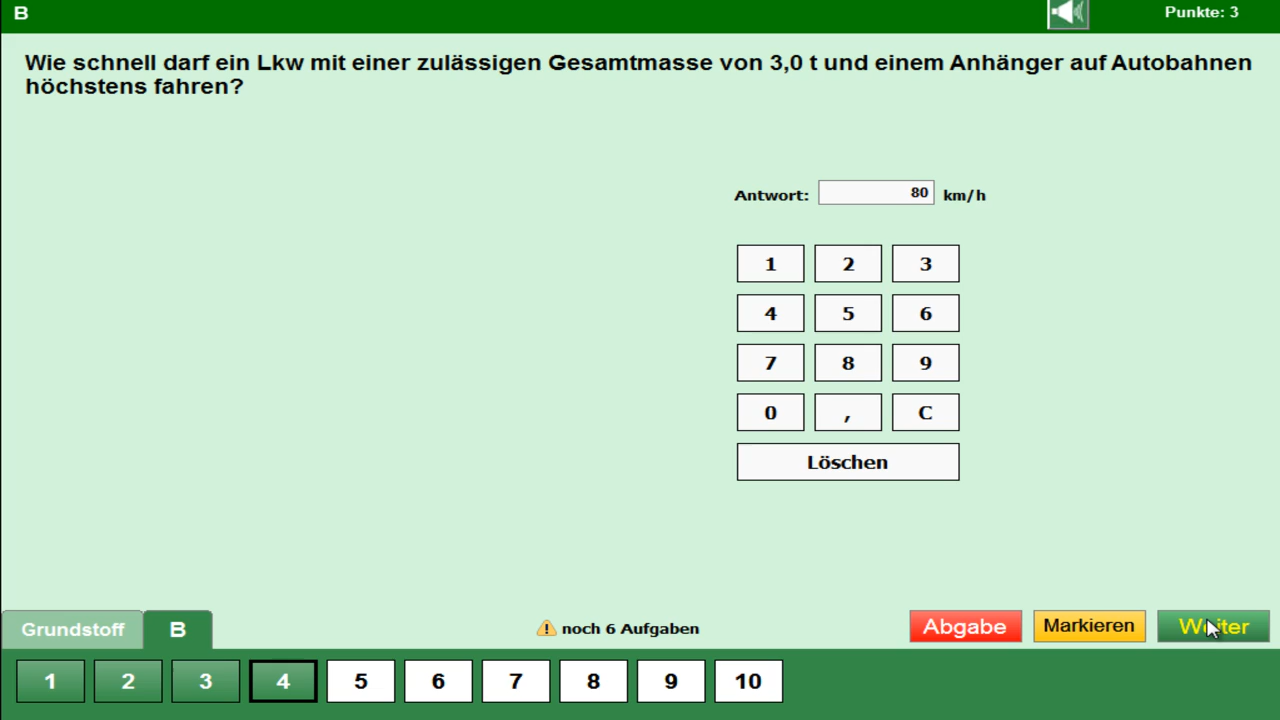 B
Punkte: 3
Wie schnell darf ein Lkw mit einer zulässigen Gesamtmasse von 3,0 t und einem Anhänger auf Autobahnen
höchstens fahren?
Antwort: 80 km/h
1 2 3
4 5 6
7 8 9
0 , C
Löschen
Grundstoff B
noch 6 Aufgaben
Abgabe Markieren Weiter
1 2 3 4 5 6 7 8 9 10